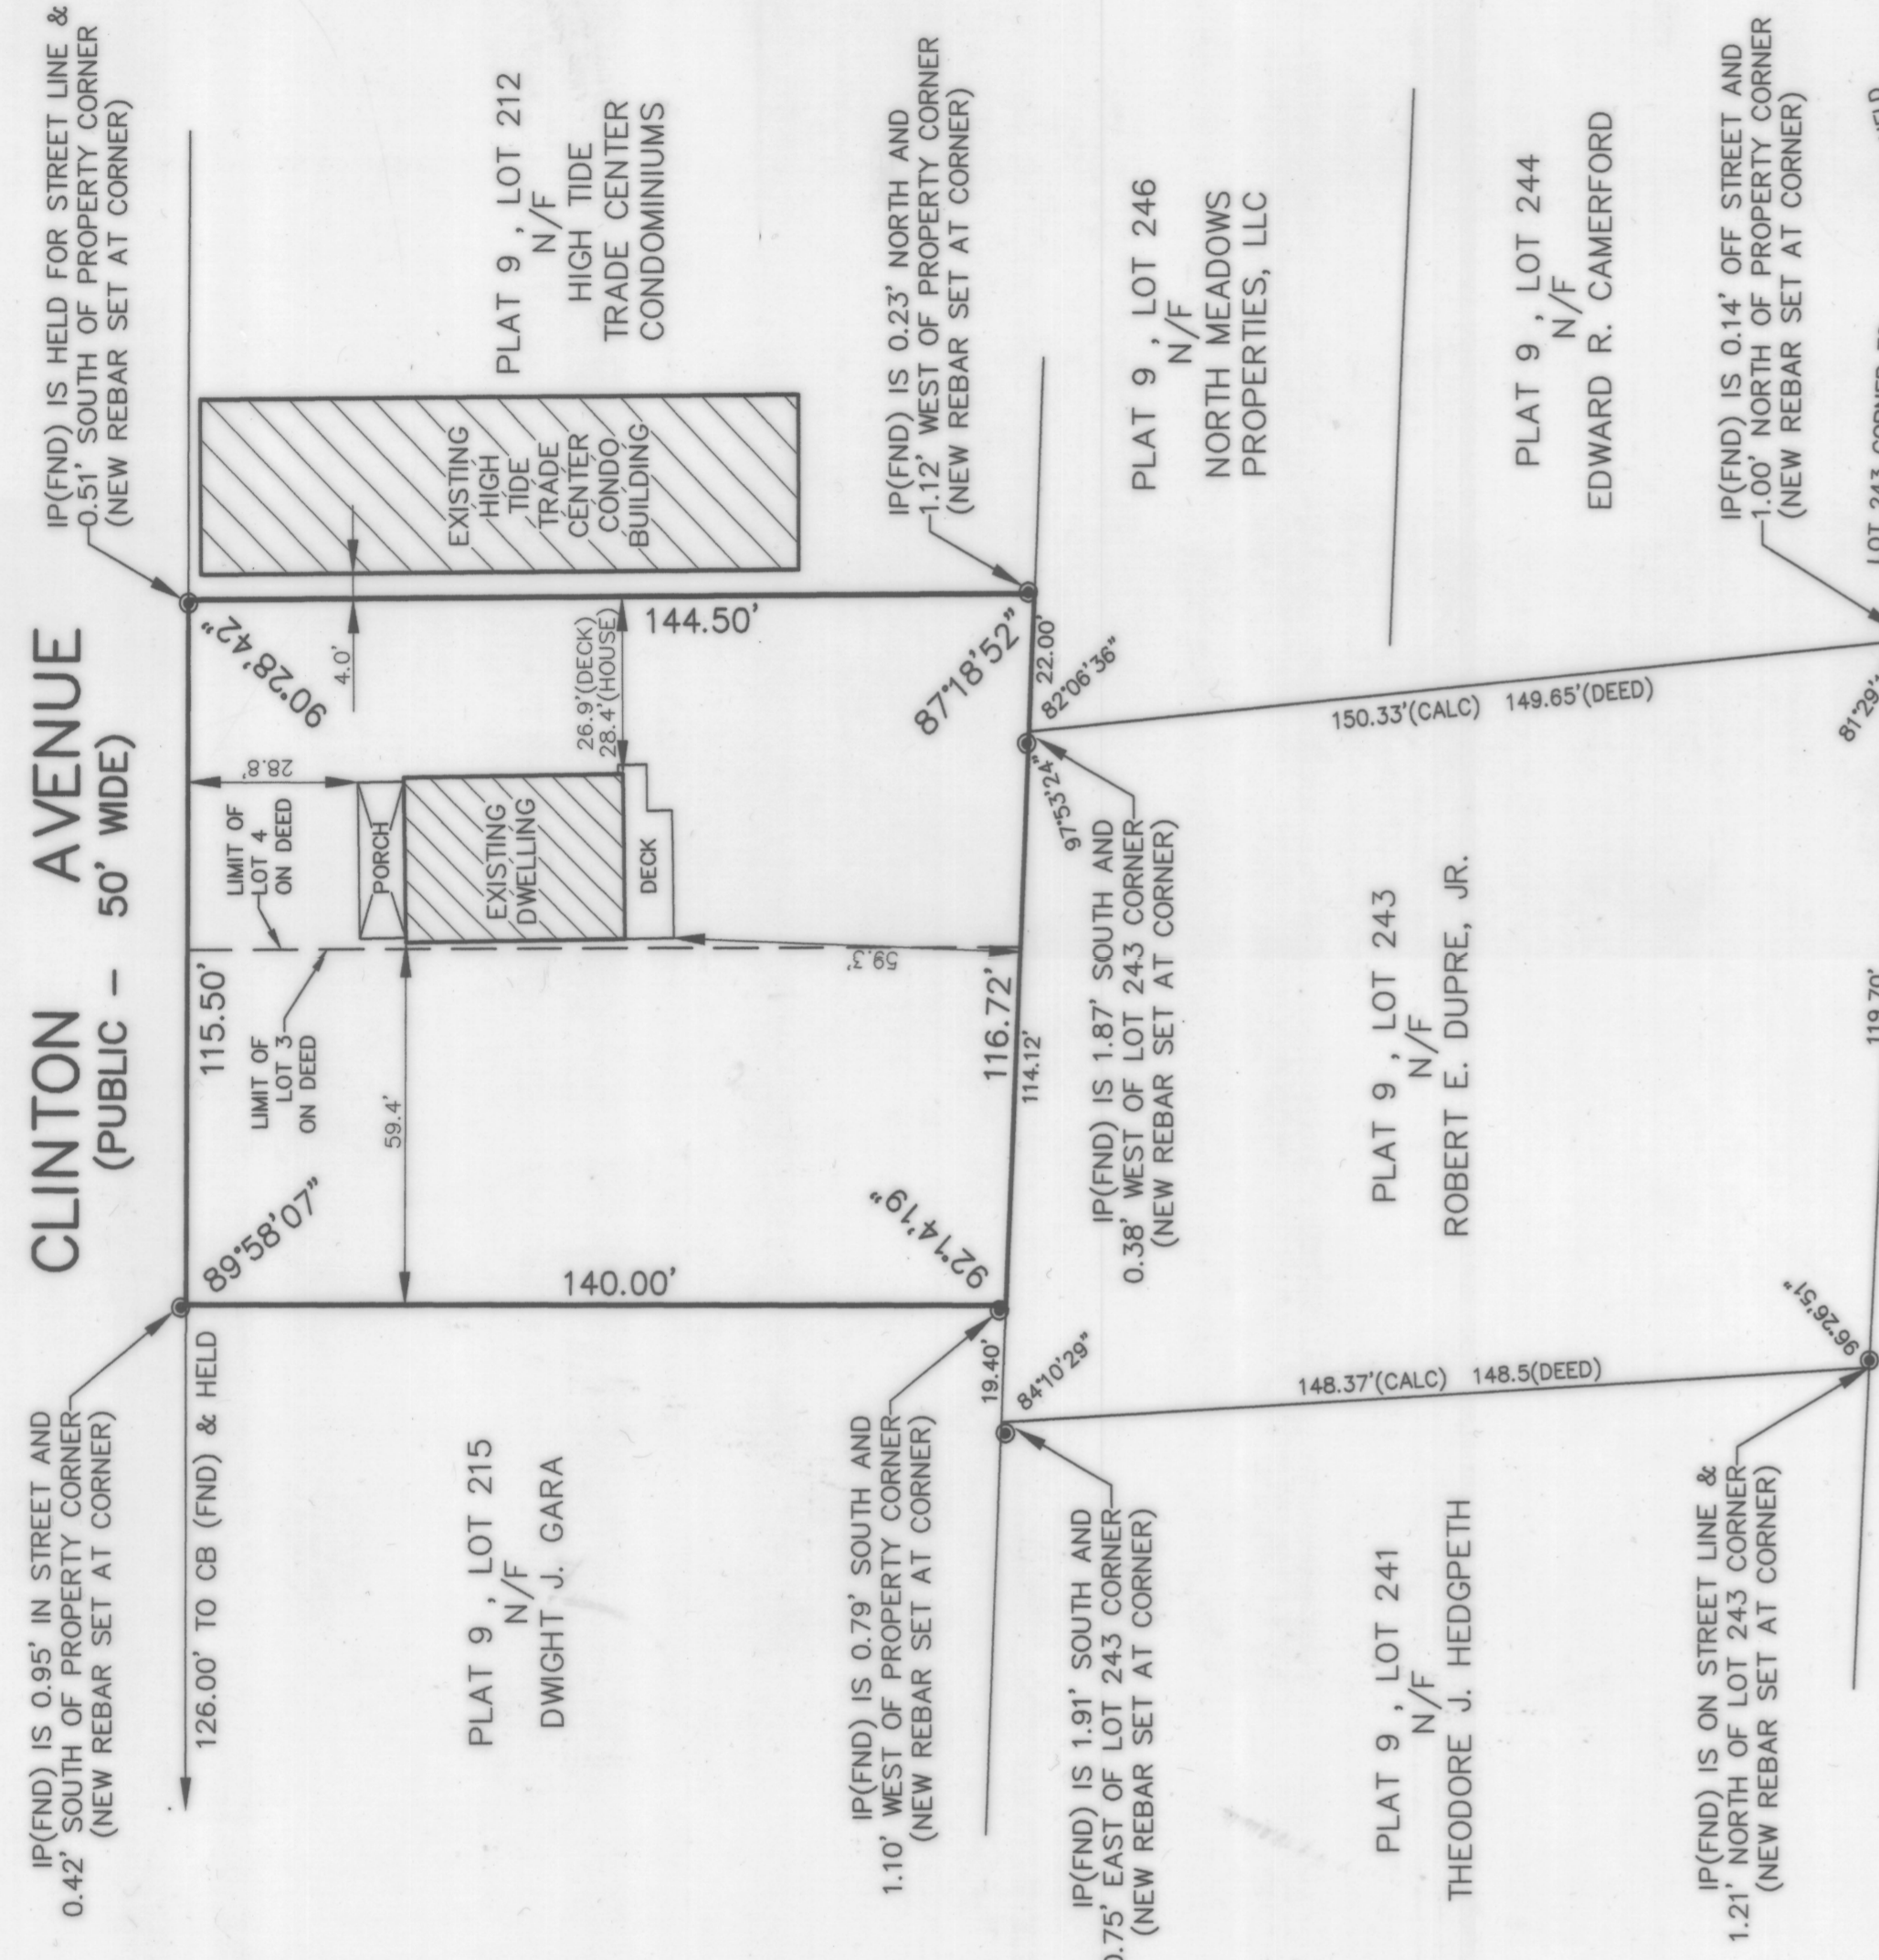 CLINTON AVENUE
(PUBLIC - 50' WIDE)
IP(FND) IS 0.95' IN STREET AND
0.42' SOUTH OF PROPERTY CORNER
(NEW REBAR SET AT CORNER)
IP(FND) IS HELD FOR STREET LINE &
0.51' SOUTH OF PROPERTY CORNER
(NEW REBAR SET AT CORNER)
126.00' TO CB (FND) & HELD
89°58'07"
115.50'
90°28'42"
LIMIT OF
LOT 3
ON DEED
LIMIT OF
LOT 4
ON DEED
28.8'
4.0'
59.4'
PORCH
EXISTING
DWELLING
DECK
26.9'(DECK)
28.4'(HOUSE)
59.3'
140.00'
144.50'
EXISTING
HIGH
TIDE
TRADE
CENTER
CONDO
BUILDING
PLAT 9 , LOT 212
N/F
HIGH TIDE
TRADE CENTER
CONDOMINIUMS
PLAT 9 , LOT 215
N/F
DWIGHT J. GARA
IP(FND) IS 0.79' SOUTH AND
1.10' WEST OF PROPERTY CORNER
(NEW REBAR SET AT CORNER)
IP(FND) IS 0.23' NORTH AND
1.12' WEST OF PROPERTY CORNER
(NEW REBAR SET AT CORNER)
92°14'19"
116.72'
87°18'52"
19.40'
114.12'
22.00'
84°10'29"
97°53'24"
82°06'36"
IP(FND) IS 1.91' SOUTH AND
0.75' EAST OF LOT 243 CORNER
(NEW REBAR SET AT CORNER)
IP(FND) IS 1.87' SOUTH AND
0.38' WEST OF LOT 243 CORNER
(NEW REBAR SET AT CORNER)
PLAT 9 , LOT 246
N/F
NORTH MEADOWS
PROPERTIES, LLC
148.37'(CALC) 148.5(DEED)
150.33'(CALC) 149.65'(DEED)
PLAT 9 , LOT 241
N/F
THEODORE J. HEDGPETH
PLAT 9 , LOT 243
N/F
ROBERT E. DUPRE, JR.
PLAT 9 , LOT 244
N/F
EDWARD R. CAMERFORD
IP(FND) IS ON STREET LINE &
1.21' NORTH OF LOT 243 CORNER
(NEW REBAR SET AT CORNER)
IP(FND) IS 0.14' OFF STREET AND
1.00' NORTH OF PROPERTY CORNER
(NEW REBAR SET AT CORNER)
96°26'51"
119.70'
81°29'
LOT 243 CORNER